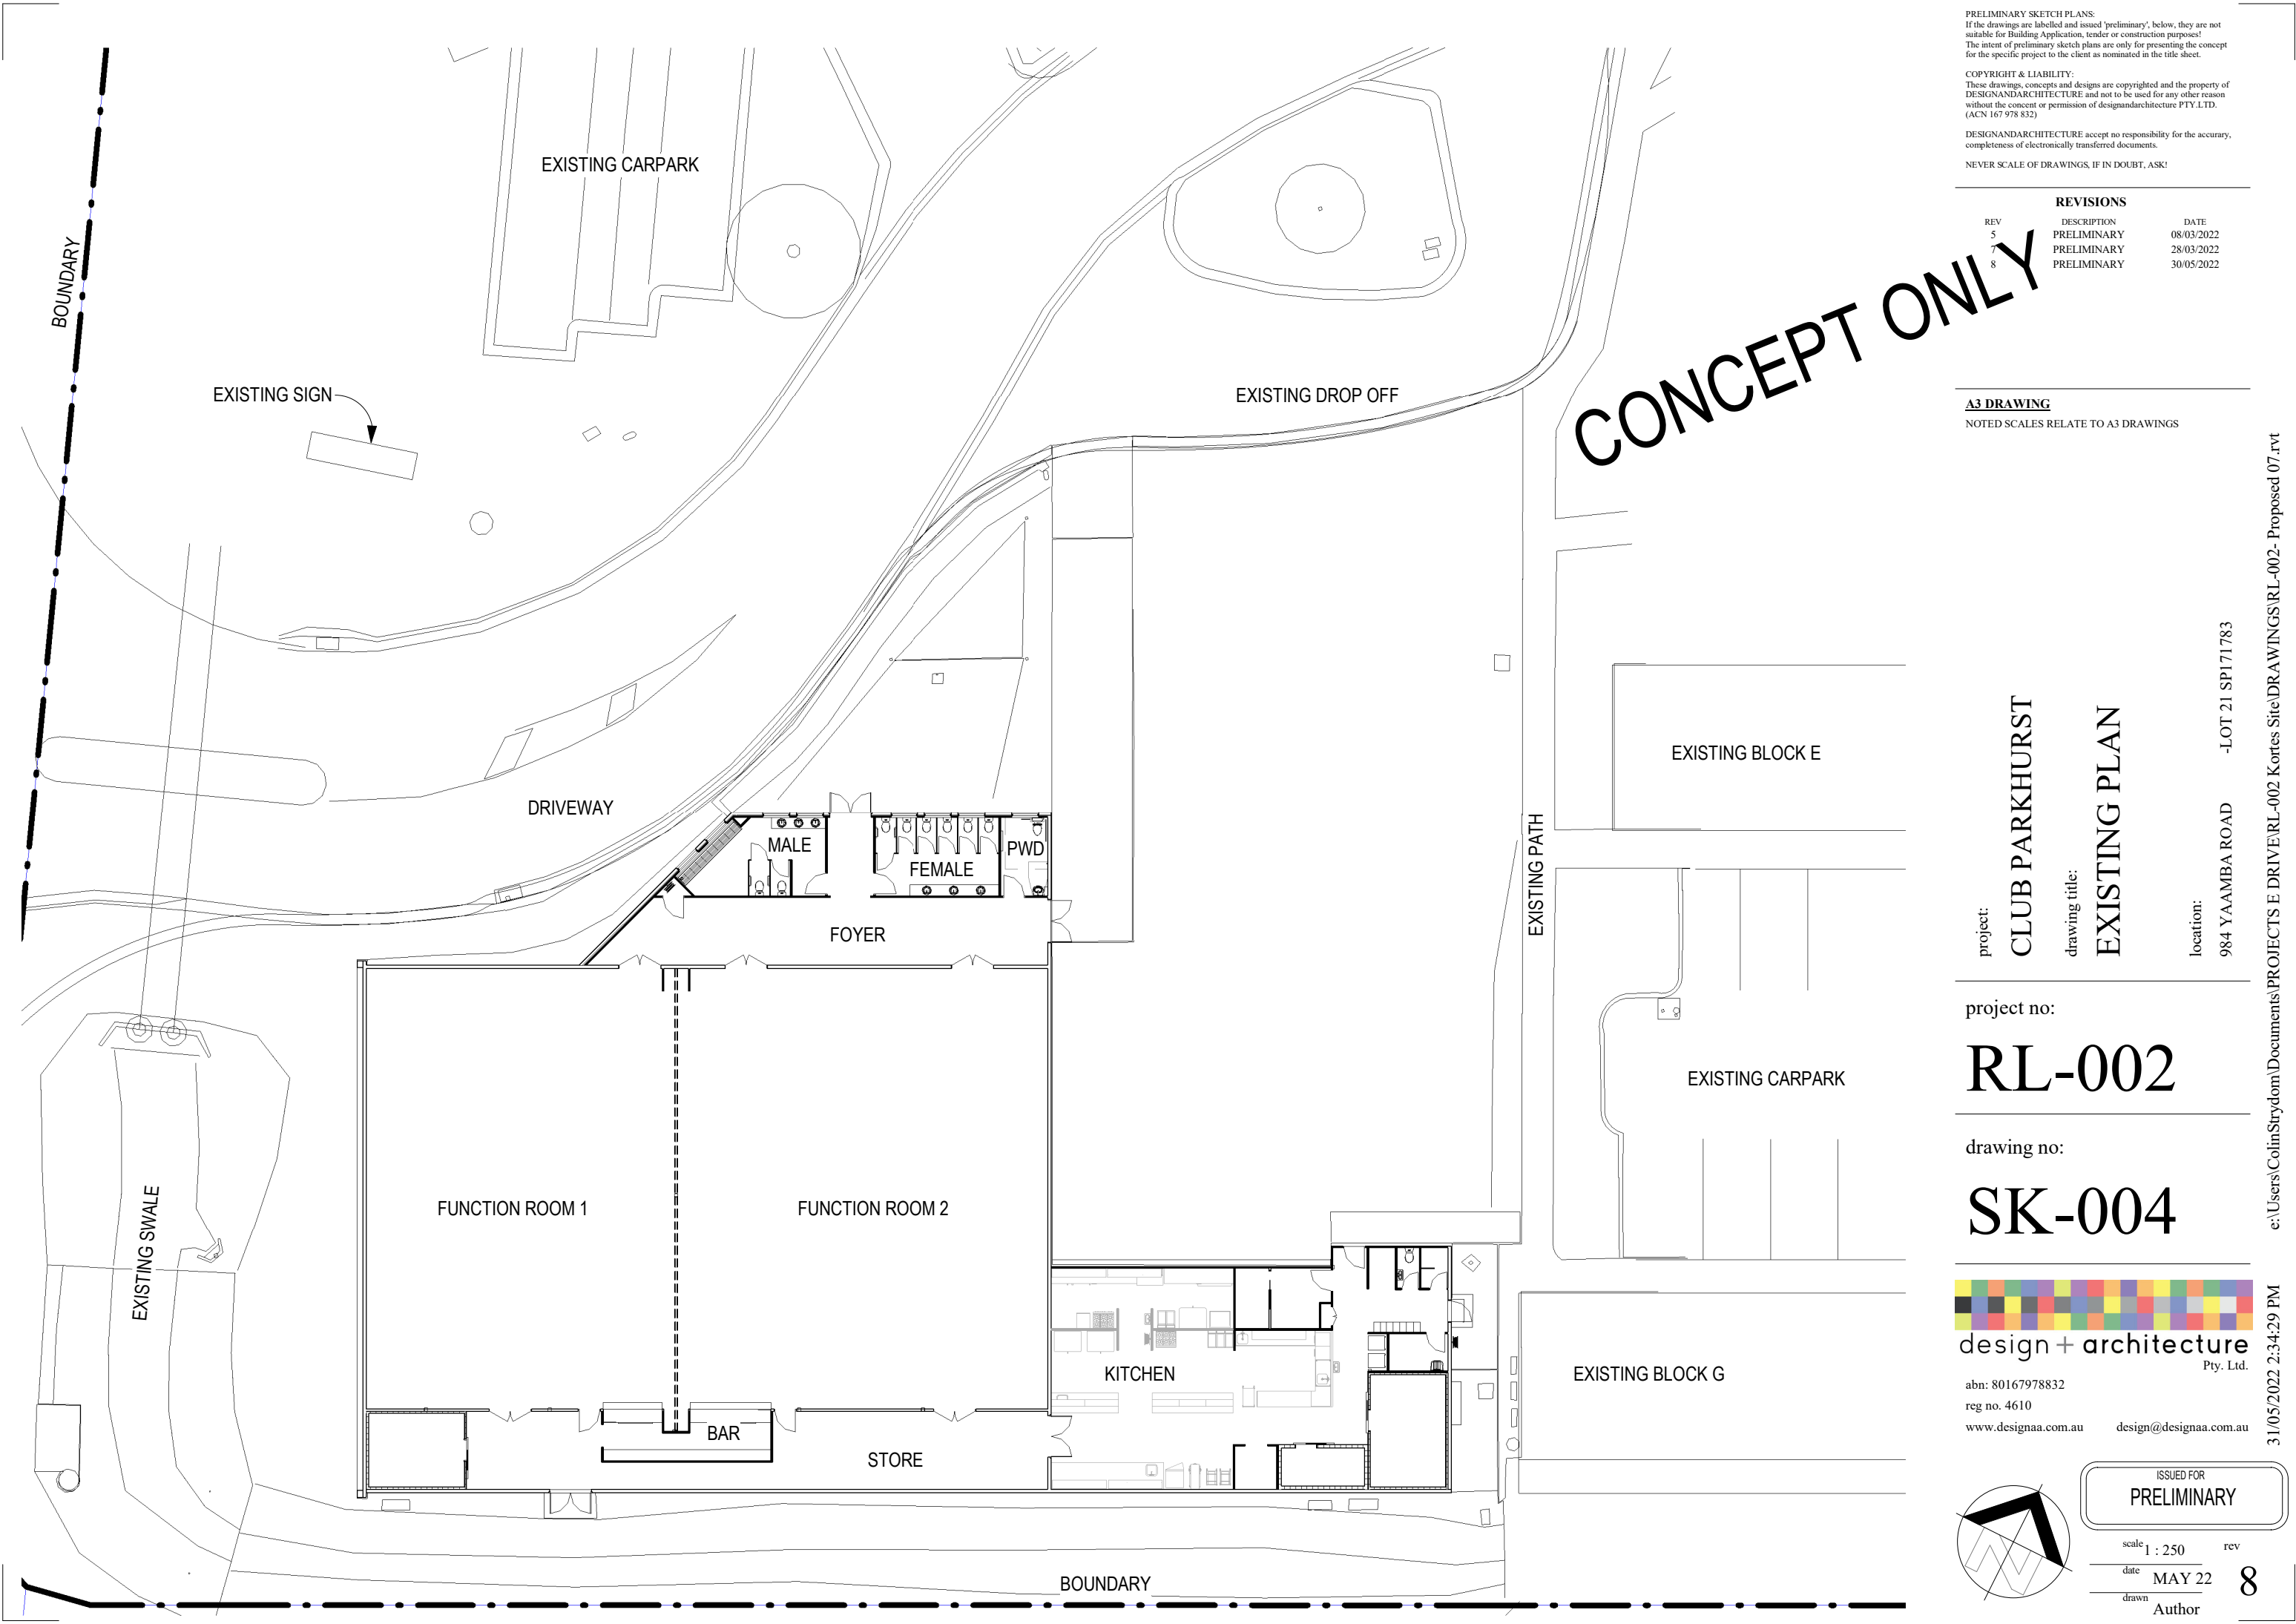 PRELIMINARY SKETCH PLANS:
If the drawings are labelled and issued 'preliminary', below, they are not
suitable for Building Application, tender or construction purposes!
The intent of preliminary sketch plans are only for presenting the concept
for the specific project to the client as nominated in the title sheet.
COPYRIGHT & LIABILITY:
These drawings, concepts and designs are copyrighted and the property of
DESIGNANDARCHITECTURE and not to be used for any other reason
without the concent or permission of designandarchitecture PTY.LTD.
(ACN 167 978 832)
DESIGNANDARCHITECTURE accept no responsibility for the accurary,
completeness of electronically transferred documents.
NEVER SCALE OF DRAWINGS, IF IN DOUBT, ASK!
REVISIONS
REV DESCRIPTION DATE
5 PRELIMINARY 08/03/2022
7 PRELIMINARY 28/03/2022
8 PRELIMINARY 30/05/2022
CONCEPT ONLY
A3 DRAWING
NOTED SCALES RELATE TO A3 DRAWINGS
EXISTING CARPARK
BOUNDARY
EXISTING SIGN
EXISTING DROP OFF
EXISTING BLOCK E
DRIVEWAY
MALE
FEMALE
PWD
EXISTING PATH
FOYER
EXISTING CARPARK
FUNCTION ROOM 1
FUNCTION ROOM 2
EXISTING SWALE
KITCHEN
EXISTING BLOCK G
BAR
STORE
BOUNDARY
project:
CLUB PARKHURST
drawing title:
EXISTING PLAN
location:
984 YAAMBA ROAD -LOT 21 SP171783
project no:
RL-002
drawing no:
SK-004
design + architecture
Pty. Ltd.
abn: 80167978832
reg no. 4610
www.designaa.com.au design@designaa.com.au
ISSUED FOR
PRELIMINARY
scale 1 : 250
rev
date MAY 22
8
drawn Author
e:\Users\ColinStrydom\Documents\PROJECTS E DRIVE\RL-002 Kortes Site\DRAWINGS\RL-002- Proposed 07.rvt
31/05/2022 2:34:29 PM